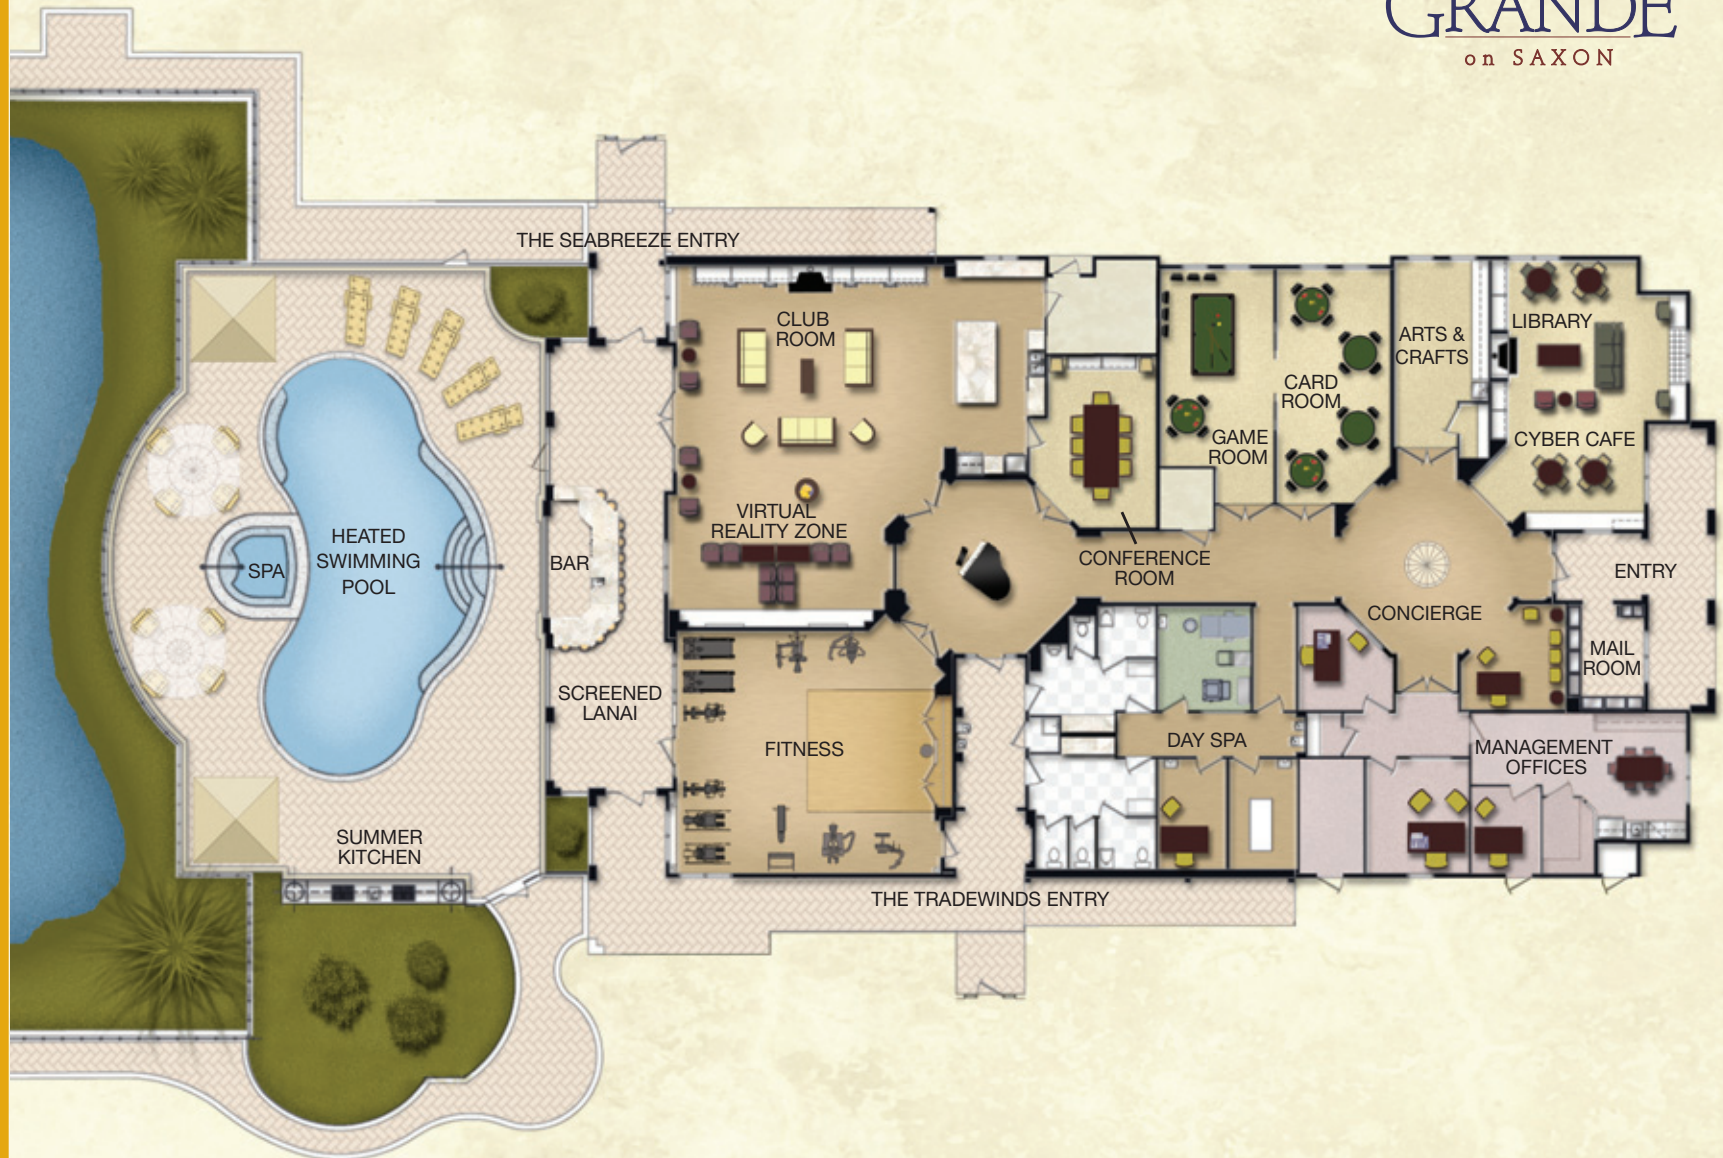 GRANDE
on SAXON
THE SEABREEZE ENTRY
CLUB
ROOM
ARTS &
CRAFTS
LIBRARY
CARD
ROOM
GAME
ROOM
CYBER CAFE
VIRTUAL
REALITY ZONE
HEATED
SWIMMING
POOL
SPA
BAR
CONFERENCE
ROOM
ENTRY
CONCIERGE
MAIL
ROOM
SCREENED
LANAI
FITNESS
DAY SPA
MANAGEMENT
OFFICES
SUMMER
KITCHEN
THE TRADEWINDS ENTRY